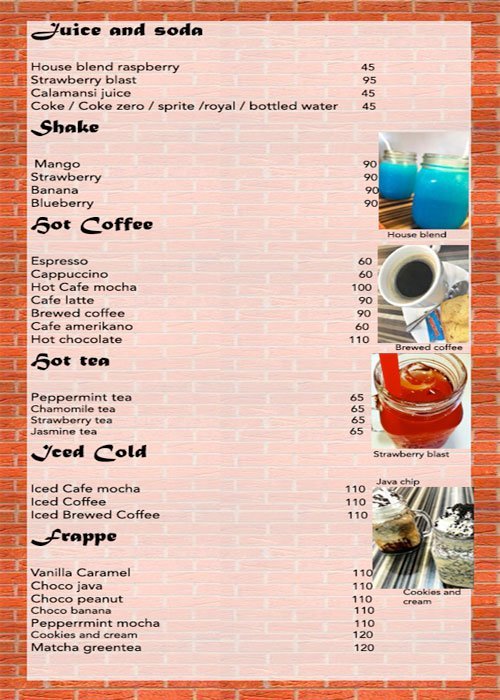 Juice and soda
House blend raspberry 45
Strawberry blast 95
Calamansi juice 45
Coke / Coke zero / sprite /royal / bottled water 45
Shake
Mango 90
Strawberry 90
Banana 90
Blueberry 90
House blend
Hot Coffee
Espresso 60
Cappuccino 60
Hot Cafe mocha 100
Cafe latte 90
Brewed coffee 90
Cafe amerikano 60
Hot chocolate 110
Brewed coffee
Hot tea
Peppermint tea 65
Chamomile tea 65
Strawberry tea 65
Jasmine tea 65
Strawberry blast
Iced Cold
Iced Cafe mocha 110
Iced Coffee 110
Iced Brewed Coffee 110
Java chip
Frappe
Vanilla Caramel 110
Choco java 110
Choco peanut 110
Choco banana 110
Pepperrmint mocha 110
Cookies and cream 120
Matcha greentea 120
Cookies and
cream